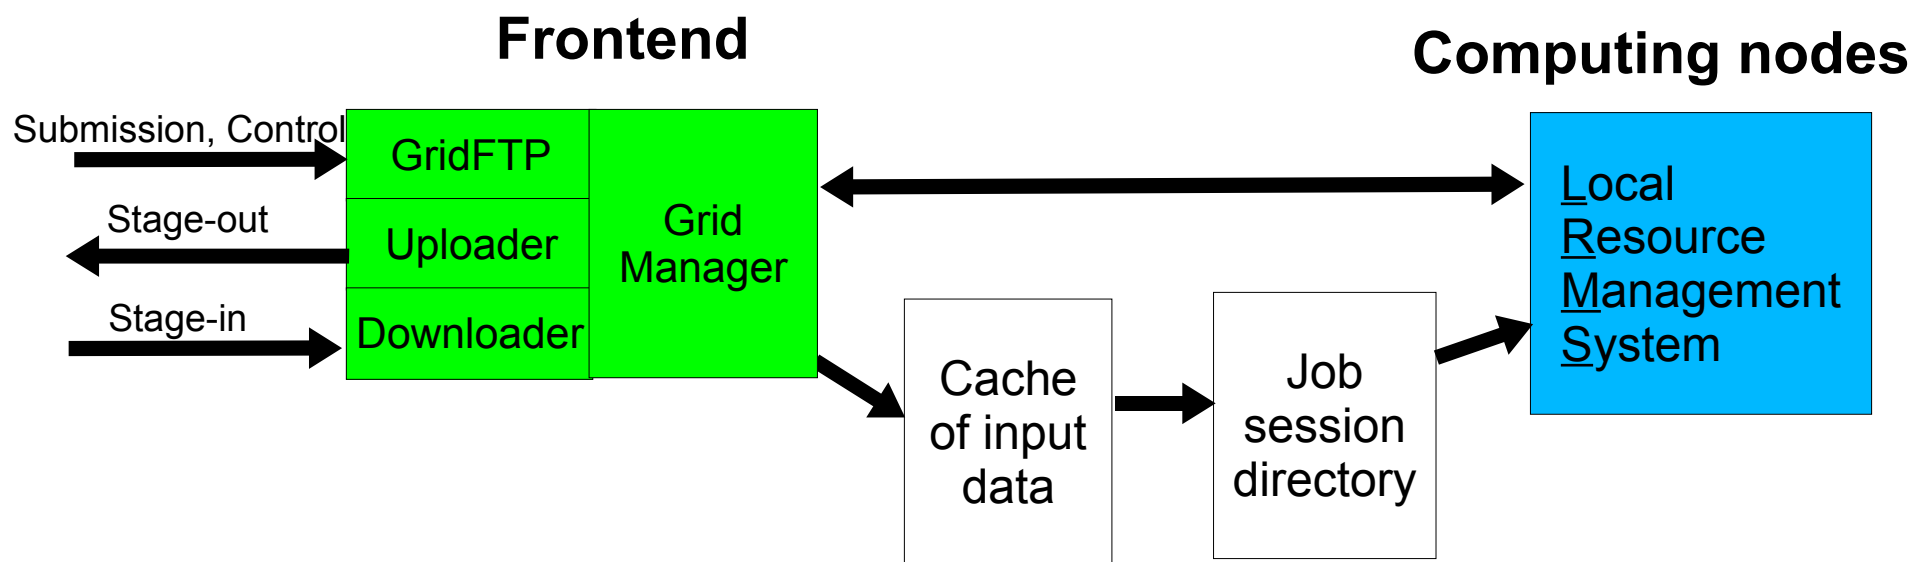 Frontend
Computing nodes
Submission, Control
GridFTP
Stage-out
Uploader
Stage-in
Downloader
Grid
Manager
Cache
of input
data
Job
session
directory
Local
Resource
Management
System